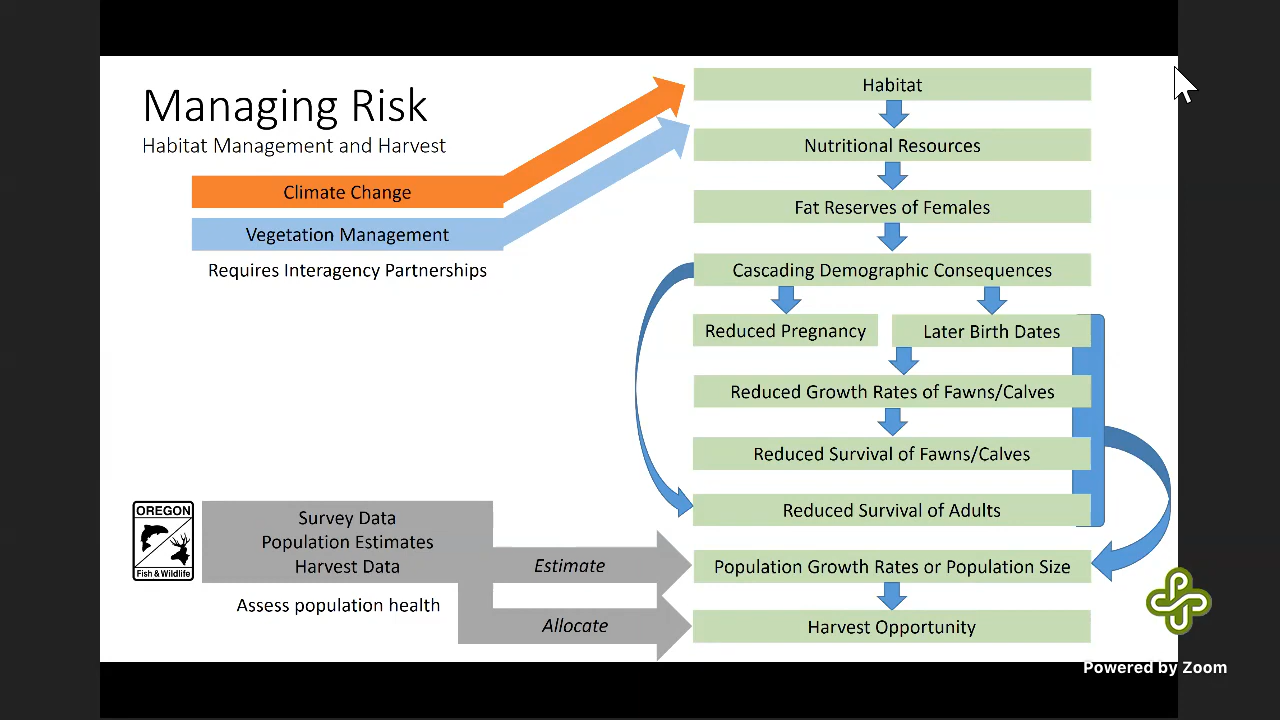 Managing Risk
Habitat Management and Harvest
Climate Change
Vegetation Management
Requires Interagency Partnerships
Habitat
Nutritional Resources
Fat Reserves of Females
Cascading Demographic Consequences
Reduced Pregnancy
Later Birth Dates
Reduced Growth Rates of Fawns/Calves
Reduced Survival of Fawns/Calves
Reduced Survival of Adults
OREGON
Fish & Wildlife
Survey Data
Population Estimates
Harvest Data
Assess population health
Estimate
Allocate
Population Growth Rates or Population Size
Harvest Opportunity
Powered by Zoom